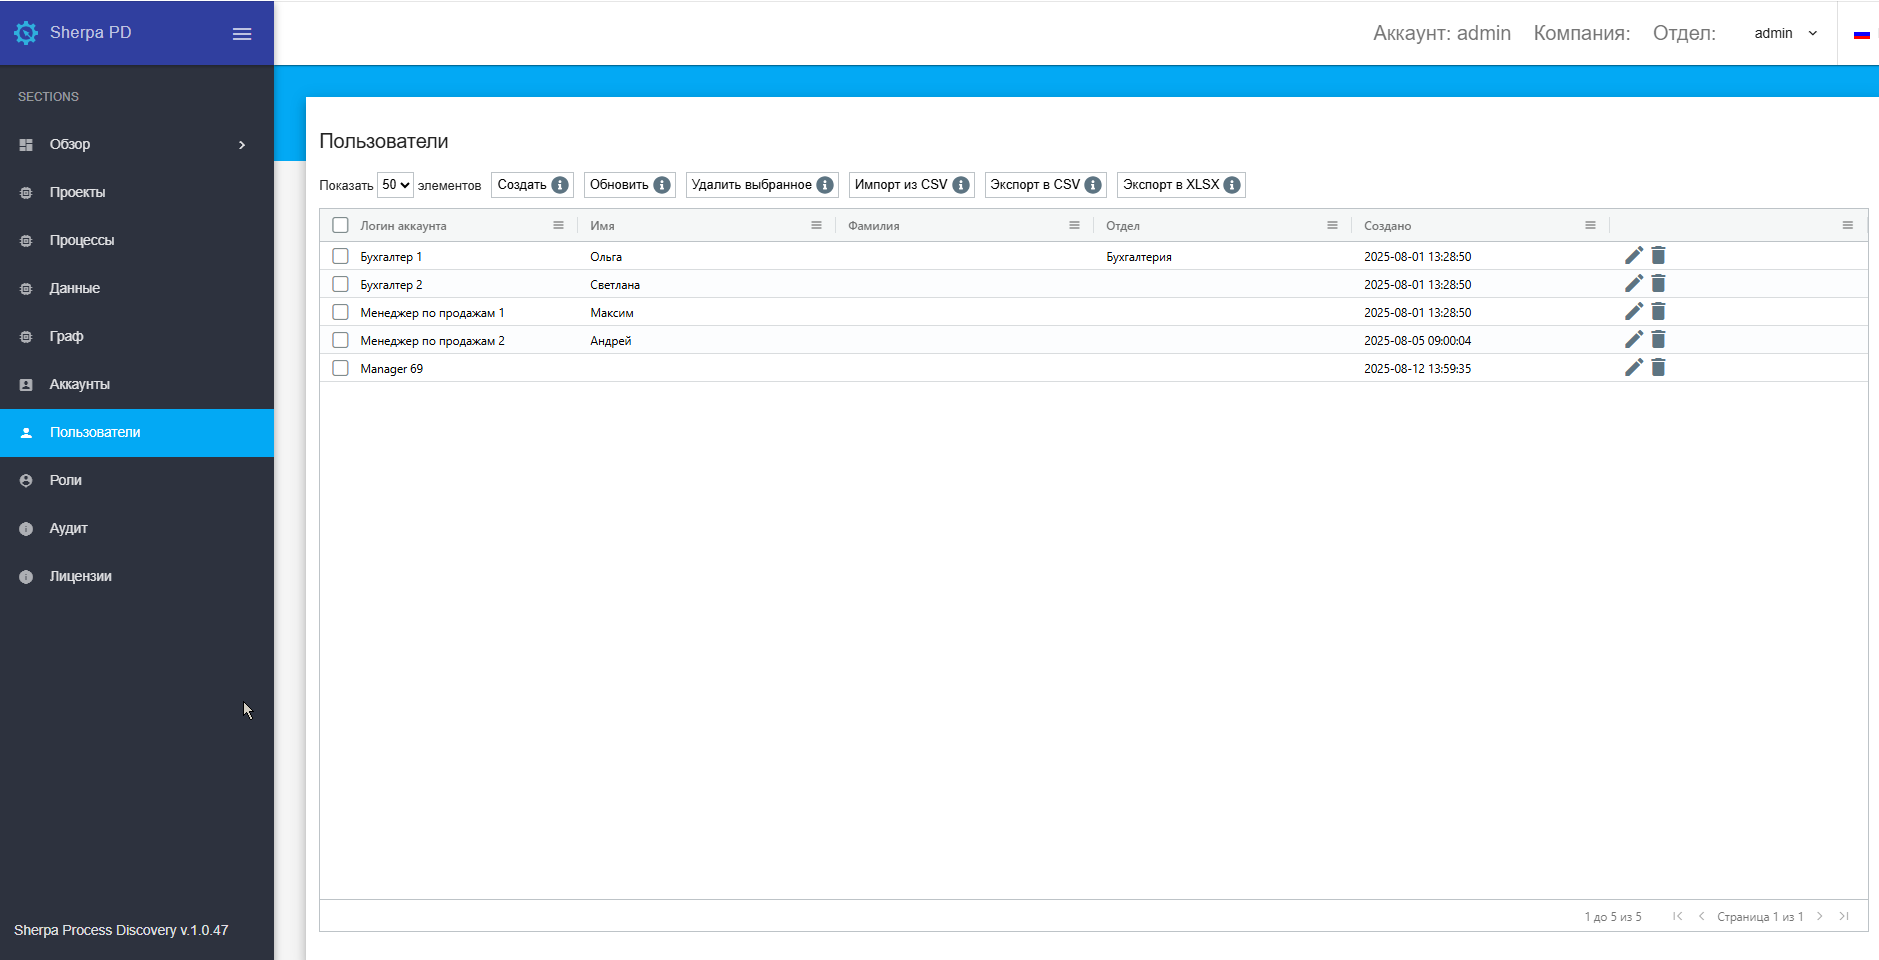 Sherpa PD
Аккаунт: admin Компания: Отдел: admin
SECTIONS
Обзор
Проекты
Процессы
Данные
Граф
Аккаунты
Пользователи
Роли
Аудит
Лицензии
Sherpa Process Discovery v.1.0.47
Пользователи
Показать 50 элементов Создать Обновить Удалить выбранное Импорт из CSV Экспорт в CSV Экспорт в XLSX
Логин аккаунта Имя Фамилия Отдел Создано
Бухгалтер 1 Ольга Бухгалтерия 2025-08-01 13:28:50
Бухгалтер 2 Светлана 2025-08-01 13:28:50
Менеджер по продажам 1 Максим 2025-08-01 13:28:50
Менеджер по продажам 2 Андрей 2025-08-05 09:00:04
Manager 69 2025-08-12 13:59:35
1 до 5 из 5 Страница 1 из 1